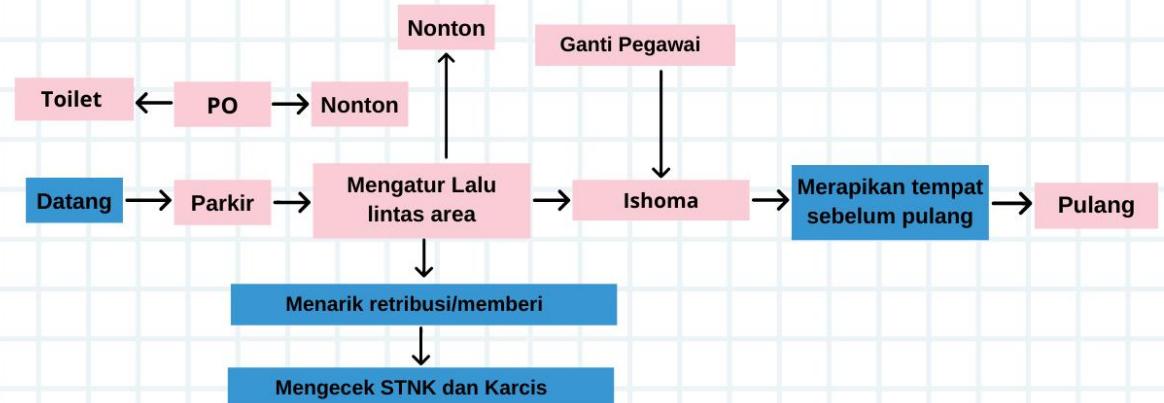 Nonton
Ganti Pegawai
Toilet
PO
Nonton
Datang
Parkir
Mengatur Lalu
lintas area
Ishoma
Merapikan tempat
sebelum pulang
Pulang
Menarik retribusi/memberi
Mengecek STNK dan Karcis